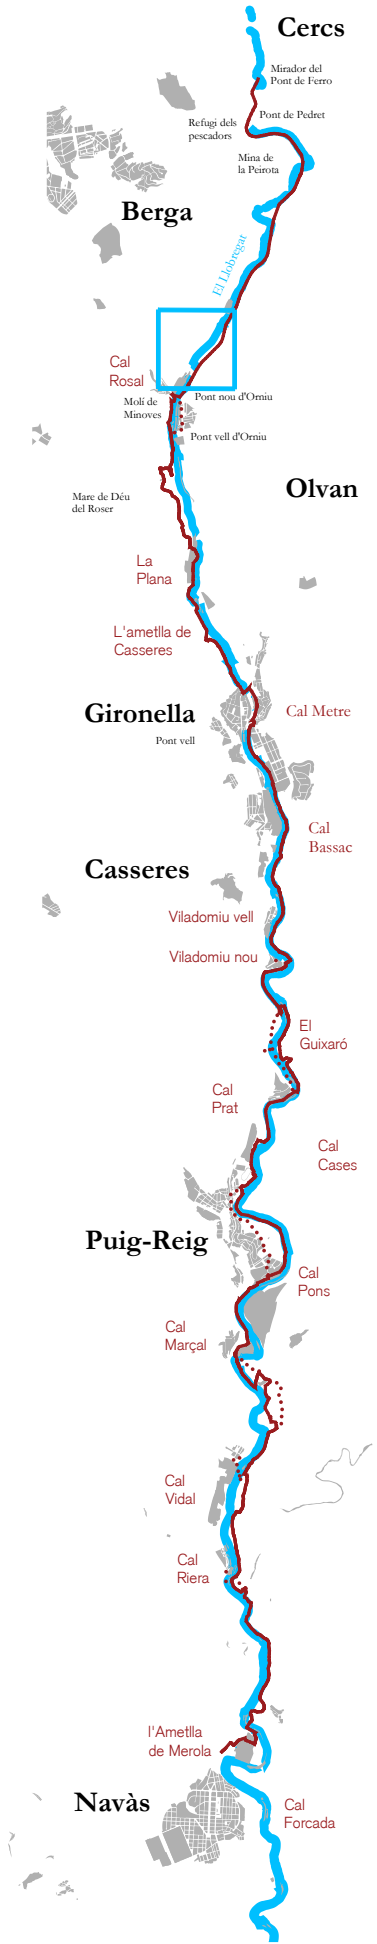 Cercs
Mirador del
Pont de Ferro
Pont de Pedret
Refugi dels
pescadors
Mina de
la Peirota
Berga
El Llobregat
Cal
Rosal
Pont nou d'Orniu
Molí de
Minoves
Pont vell d'Orniu
Olvan
Mare de Déu
del Roser
La
Plana
L'ametlla de
Casseres
Gironella
Cal Metre
Pont vell
Cal
Bassac
Casseres
Viladomiu vell
Viladomiu nou
El
Guixaró
Cal
Prat
Cal
Cases
Puig-Reig
Cal
Pons
Cal
Marçal
Cal
Vidal
Cal
Riera
l'Ametlla
de Merola
Navàs
Cal
Forcada